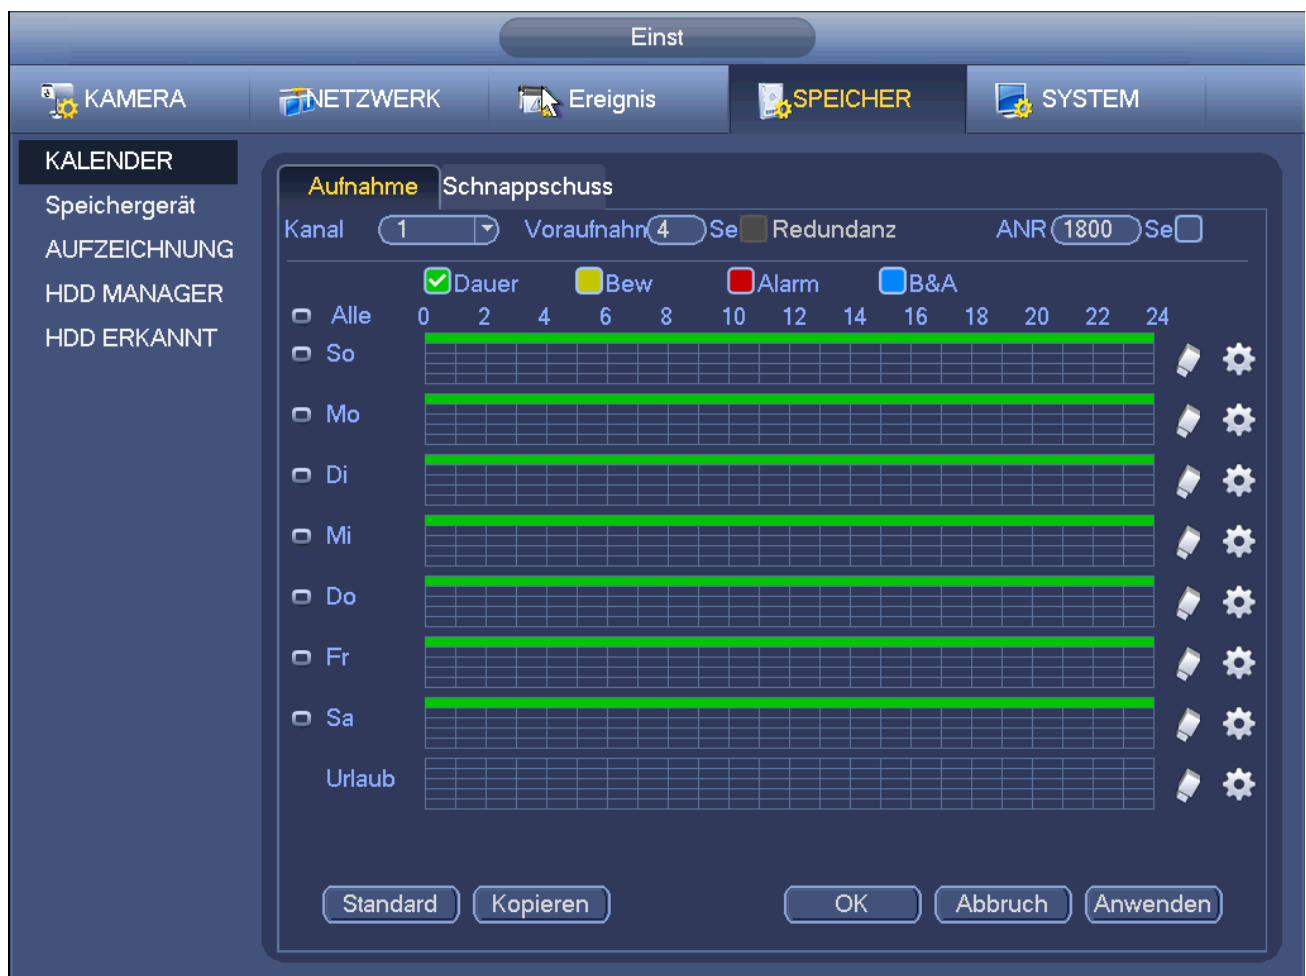 Einst
KAMERA NETZWERK Ereignis SPEICHER SYSTEM
KALENDER
Speichergerät
AUFZEICHNUNG
HDD MANAGER
HDD ERKANNT
Aufnahme Schnappschuss
Kanal 1 Voraufnahr 4 Se Redundanz ANR 1800 Se
Dauer Bew Alarm B&A
Alle 0 2 4 6 8 10 12 14 16 18 20 22 24
So
Mo
Di
Mi
Do
Fr
Sa
Urlaub
Standard Kopieren OK Abbruch Anwenden